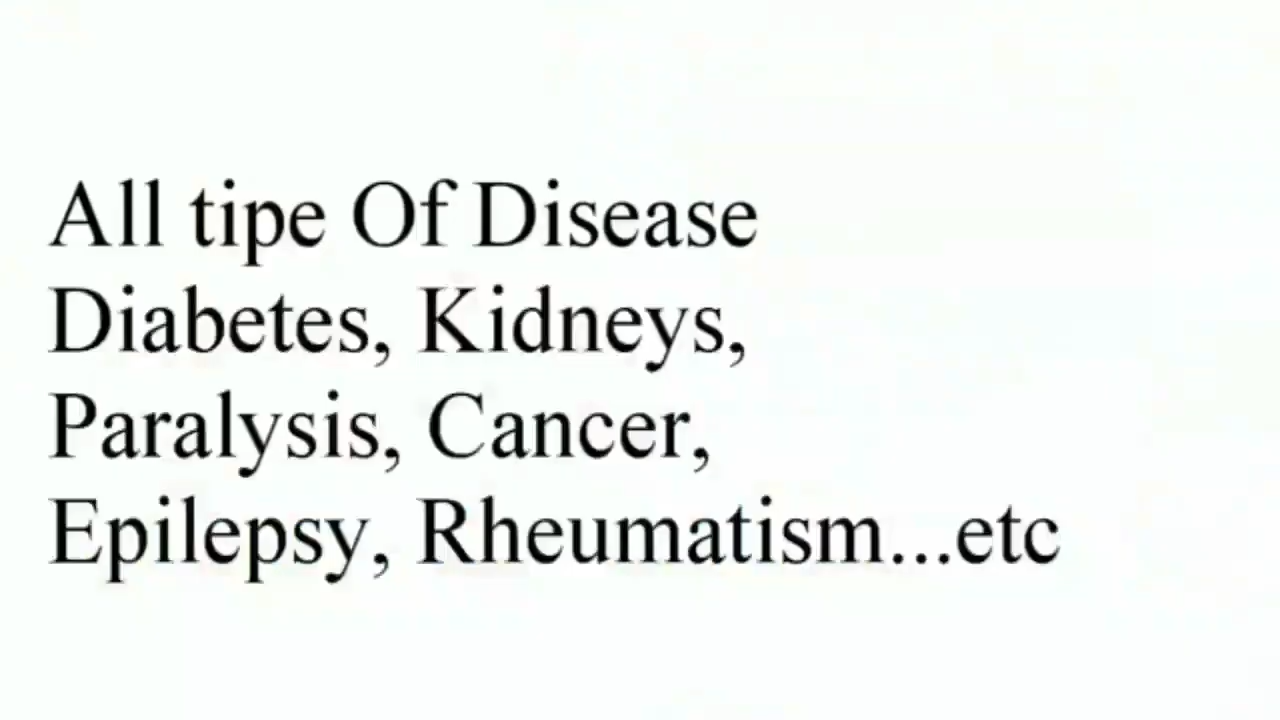 All tipe Of Disease
Diabetes, Kidneys,
Paralysis, Cancer,
Epilepsy, Rheumatism...etc